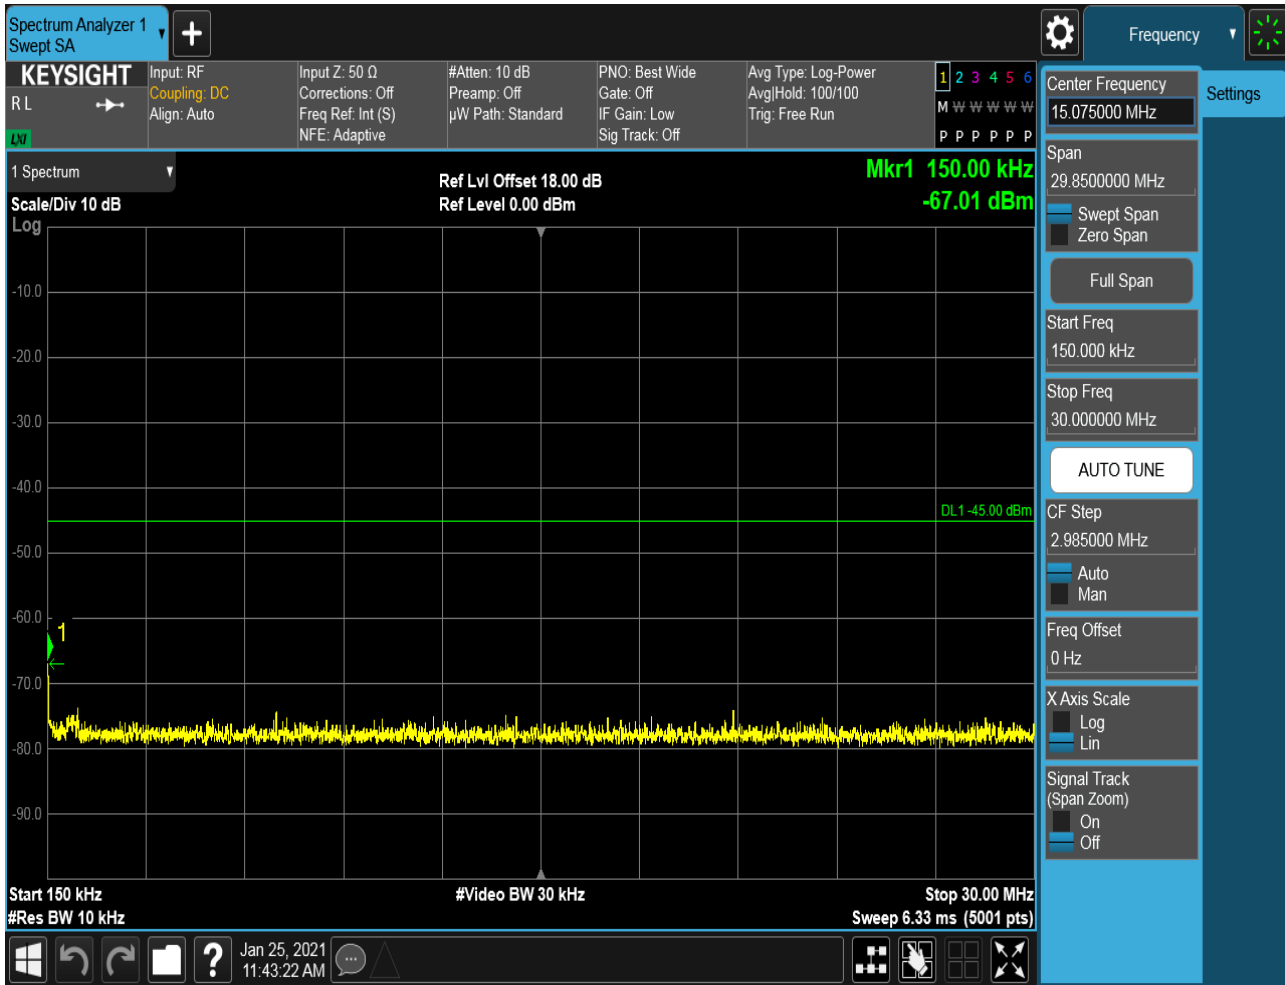 Spectrum Analyzer 1
Swept SA
+
Frequency
KEYSIGHT
R L
LXI
Input: RF
Coupling: DC
Align: Auto
Input Z: 50 Ω
Corrections: Off
Freq Ref: Int (S)
NFE: Adaptive
#Atten: 10 dB
Preamp: Off
µW Path: Standard
PNO: Best Wide
Gate: Off
IF Gain: Low
Sig Track: Off
Avg Type: Log-Power
Avg|Hold: 100/100
Trig: Free Run
1 2 3 4 5 6
M W W W W W
P P P P P P
Center Frequency
15.075000 MHz
Settings
Span
29.8500000 MHz
Swept Span
Zero Span
Full Span
Start Freq
150.000 kHz
Stop Freq
30.000000 MHz
AUTO TUNE
CF Step
2.985000 MHz
Auto
Man
Freq Offset
0 Hz
X Axis Scale
Log
Lin
Signal Track
(Span Zoom)
On
Off
1 Spectrum
Scale/Div 10 dB
Log
Ref Lvl Offset 18.00 dB
Ref Level 0.00 dBm
Mkr1 150.00 kHz
-67.01 dBm
-10.0
-20.0
-30.0
-40.0
DL1 -45.00 dBm
-50.0
-60.0
1
-70.0
-80.0
-90.0
Start 150 kHz
#Video BW 30 kHz
Stop 30.00 MHz
#Res BW 10 kHz
Sweep 6.33 ms (5001 pts)
?
Jan 25, 2021
11:43:22 AM